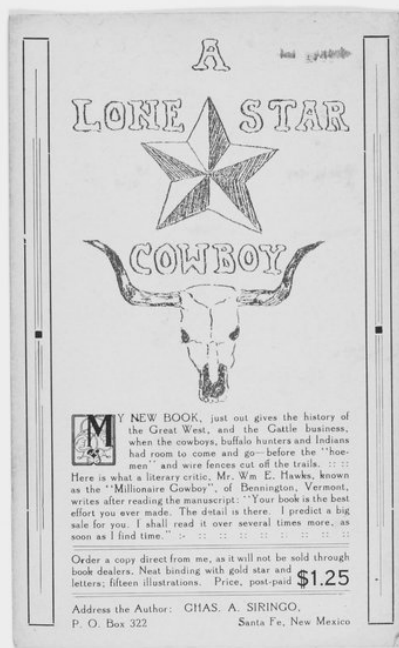 A
LONE STAR
COWBOY
MY NEW BOOK, just out gives the history of
the Great West, and the Gattle business,
when the cowboys, buffalo hunters and Indians
had room to come and go—before the "hoe-
men" and wire fences cut off the trails. :: ::
Here is what a literary critic, Mr. Wm E. Hawks, known
as the "Millionaire Gowboy", of Bennington, Vermont,
writes after reading the manuscript: "Your book is the best
effort you ever made. The detail is there. I predict a big
sale for you. I shall read it over several times more, as
soon as I find time." :- :: :: :: :: :: :: ::
Order a copy direct from me, as it will not be sold through
book dealers. Neat binding with gold star and
letters; fifteen illustrations. Price, post-paid $1.25
Address the Author: GHAS. A. SIRINGO,
P. O. Box 322 Santa Fe, New Mexico